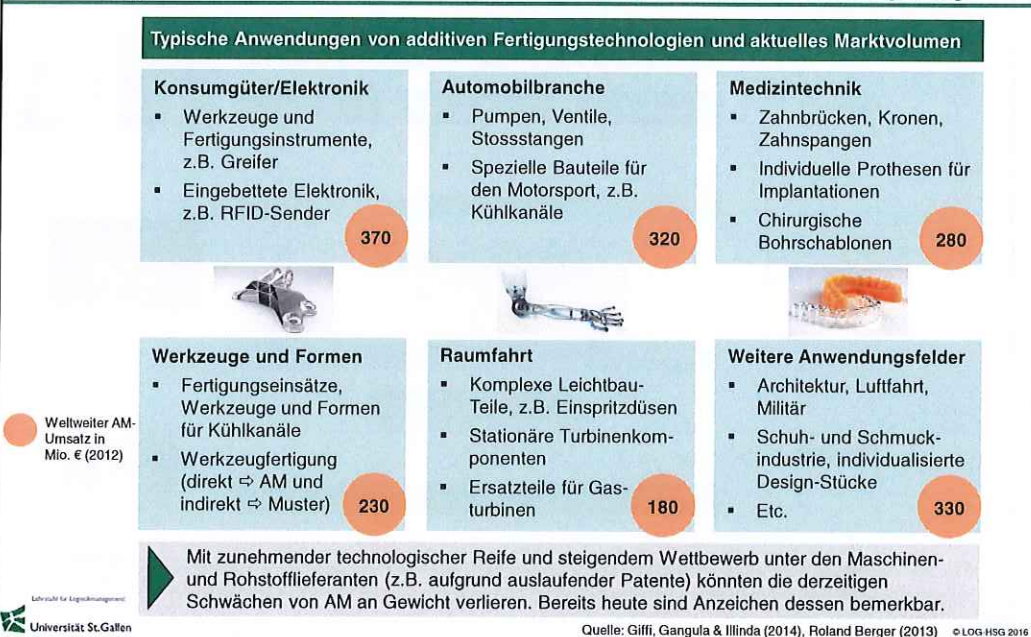 Typische Anwendungen von additiven Fertigungstechnologien und aktuelles Marktvolumen
Konsumgüter/Elektronik
▪ Werkzeuge und
Fertigungsinstrumente,
z.B. Greifer
▪ Eingebettete Elektronik,
z.B. RFID-Sender
370
Automobilbranche
▪ Pumpen, Ventile,
Stossstangen
▪ Spezielle Bauteile für
den Motorsport, z.B.
Kühlkanäle
320
Medizintechnik
▪ Zahnbrücken, Kronen,
Zahnspangen
▪ Individuelle Prothesen für
Implantationen
▪ Chirurgische
Bohrschablonen
280
Werkzeuge und Formen
▪ Fertigungseinsätze,
Werkzeuge und Formen
für Kühlkanäle
▪ Werkzeugfertigung
(direkt ⇨ AM und
indirekt ⇨ Muster)
230
Raumfahrt
▪ Komplexe Leichtbau-
Teile, z.B. Einspritzdüsen
▪ Stationäre Turbinenkom-
ponenten
▪ Ersatzteile für Gas-
turbinen
180
Weitere Anwendungsfelder
▪ Architektur, Luftfahrt,
Militär
▪ Schuh- und Schmuck-
industrie, individualisierte
Design-Stücke
▪ Etc.
330
Weltweiter AM-
Umsatz in
Mio. € (2012)
Mit zunehmender technologischer Reife und steigendem Wettbewerb unter den Maschinen-
und Rohstofflieferanten (z.B. aufgrund auslaufender Patente) könnten die derzeitigen
Schwächen von AM an Gewicht verlieren. Bereits heute sind Anzeichen dessen bemerkbar.
Lehrstuhl für Logistikmanagement
Universität St.Gallen
Quelle: Giffi, Gangula & Illinda (2014), Roland Berger (2013) © LOG-HSG 2016